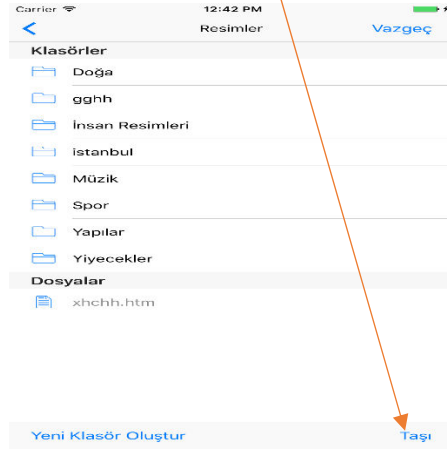 Carrier 12:42 PM
Resimler Vazgeç
Klasörler
Doğa
gghh
İnsan Resimleri
istanbul
Müzik
Spor
Yapılar
Yiyecekler
Dosyalar
xhchh.htm
Yeni Klasör Oluştur Taşı